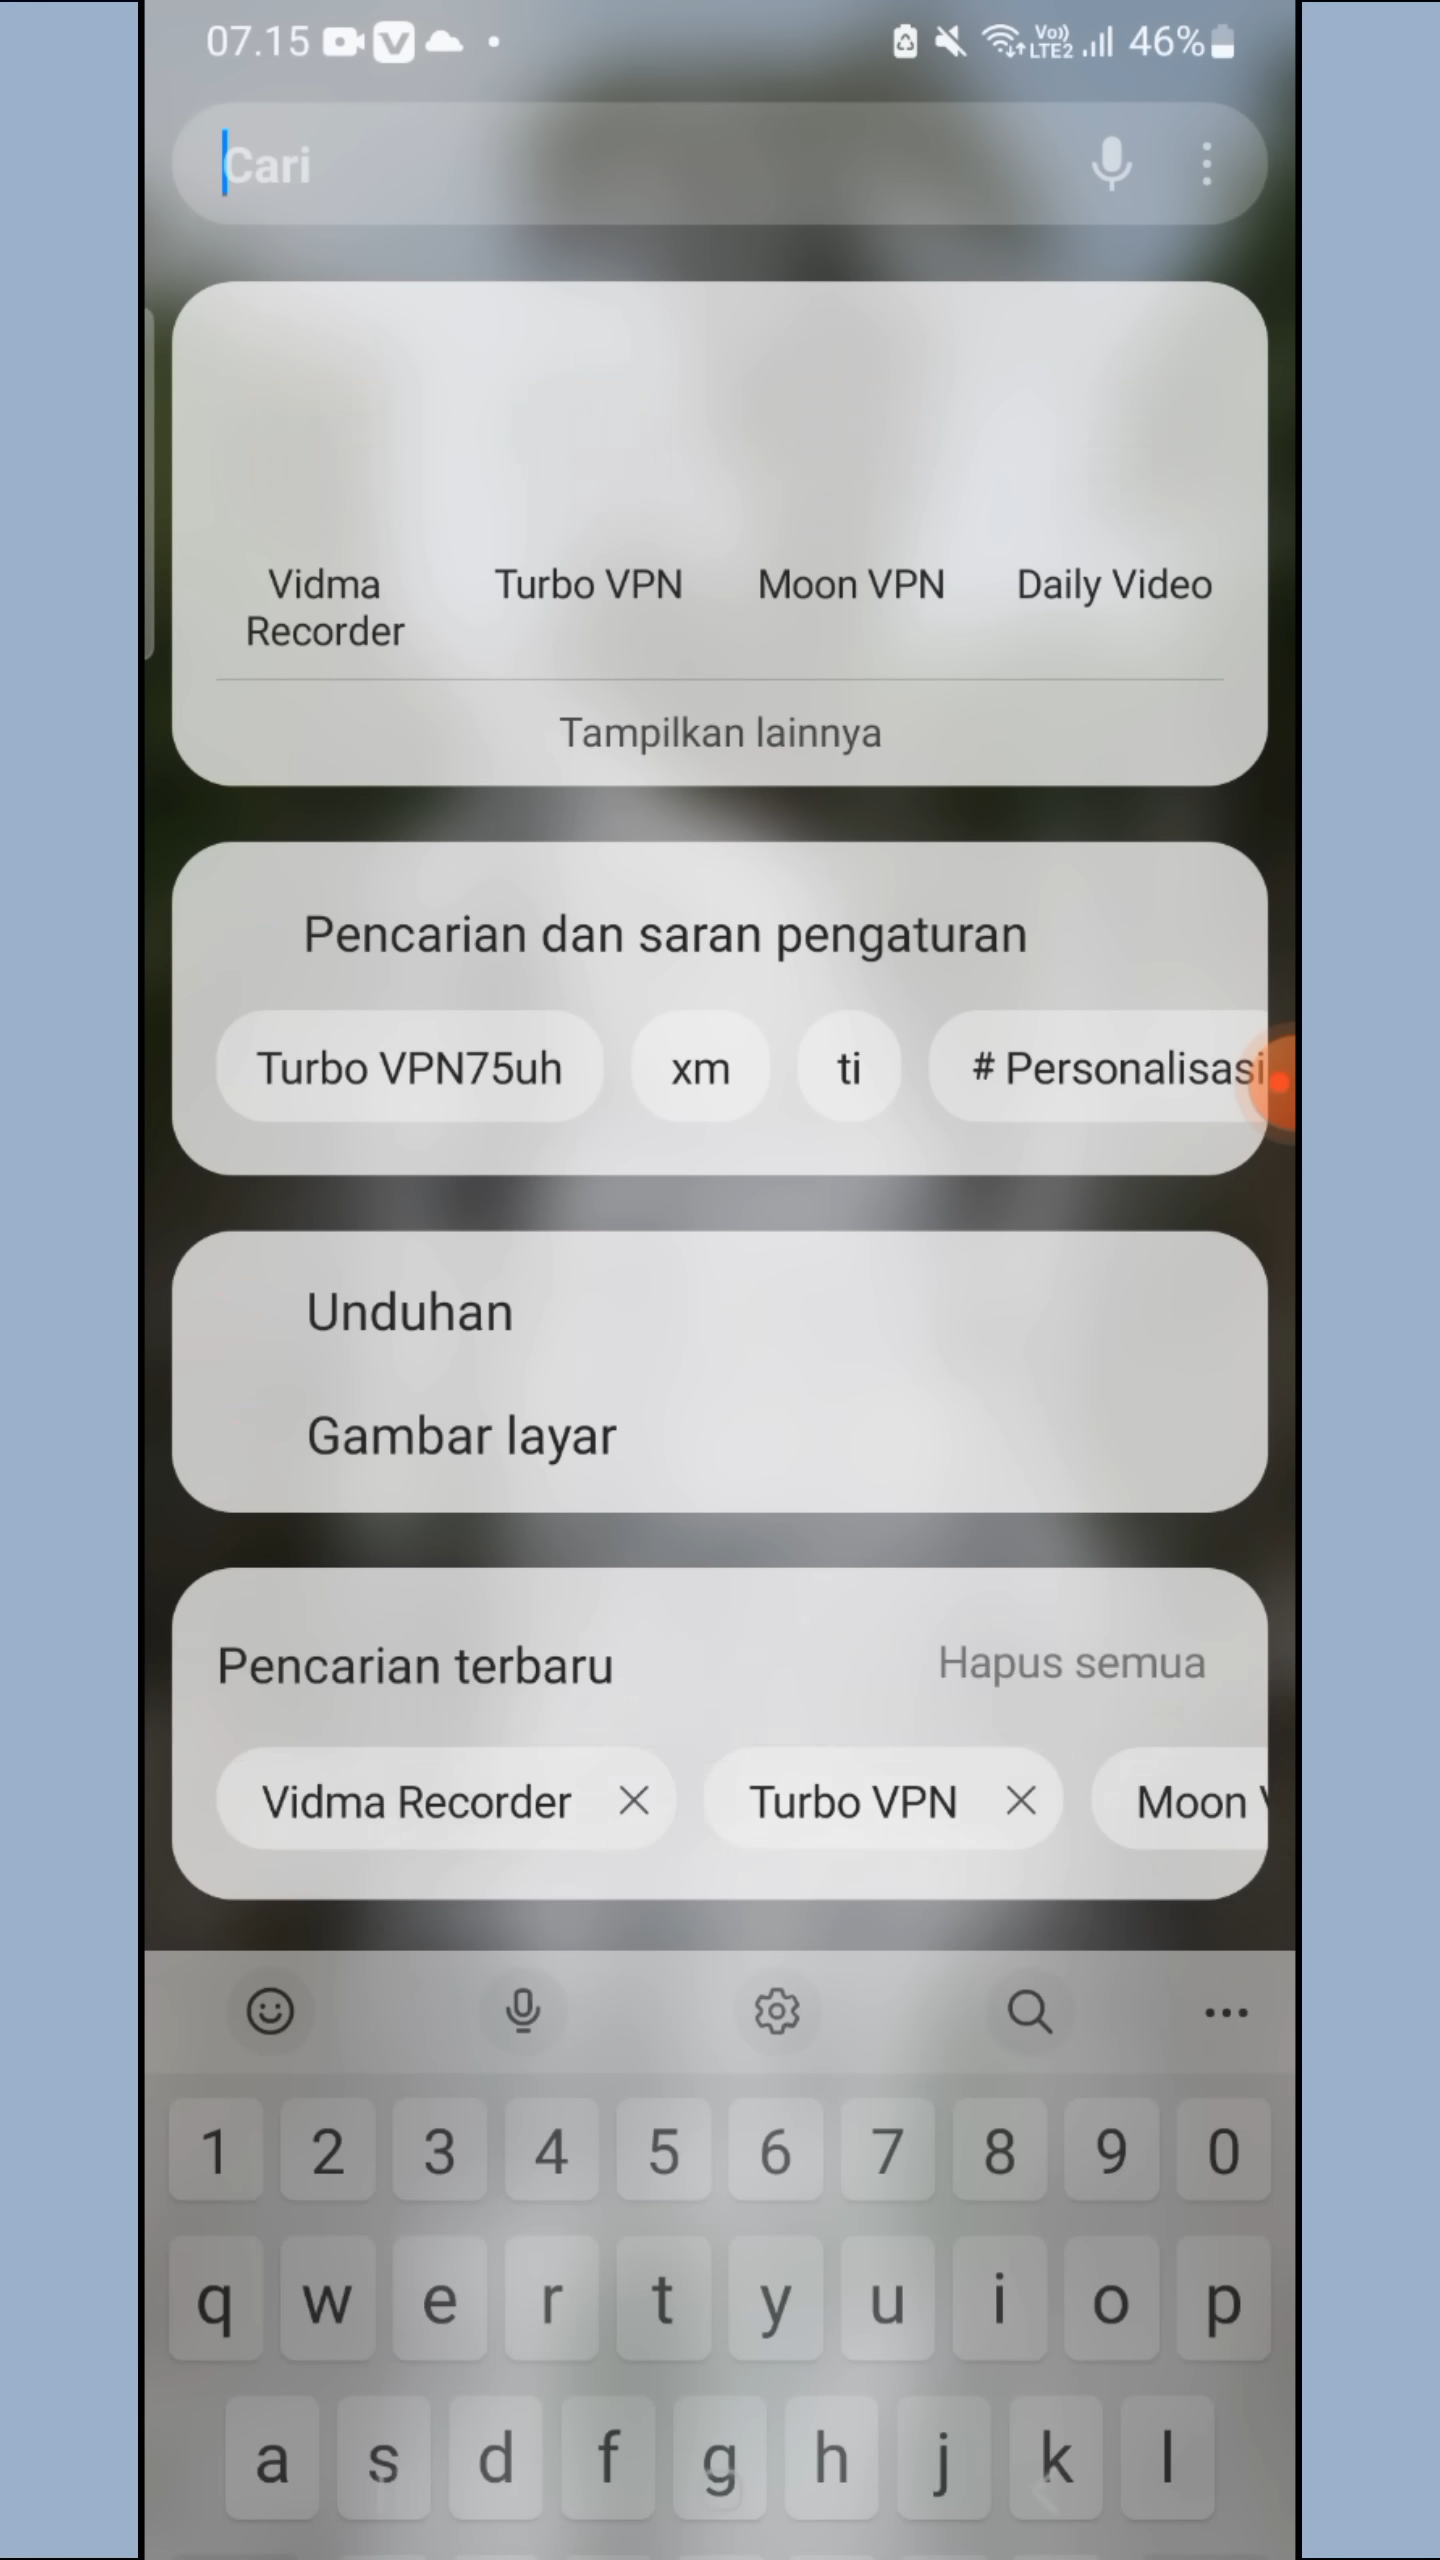 07.15
Vo))
LTE2
46%
Cari
Vidma
Recorder
Turbo VPN
Moon VPN
Daily Video
Tampilkan lainnya
Pencarian dan saran pengaturan
Turbo VPN75uh
xm
ti
# Personalisasi
Unduhan
Gambar layar
Pencarian terbaru
Hapus semua
Vidma Recorder
Turbo VPN
Moon
1 2 3 4 5 6 7 8 9 0
q w e r t y u i o p
a s d f g h j k l